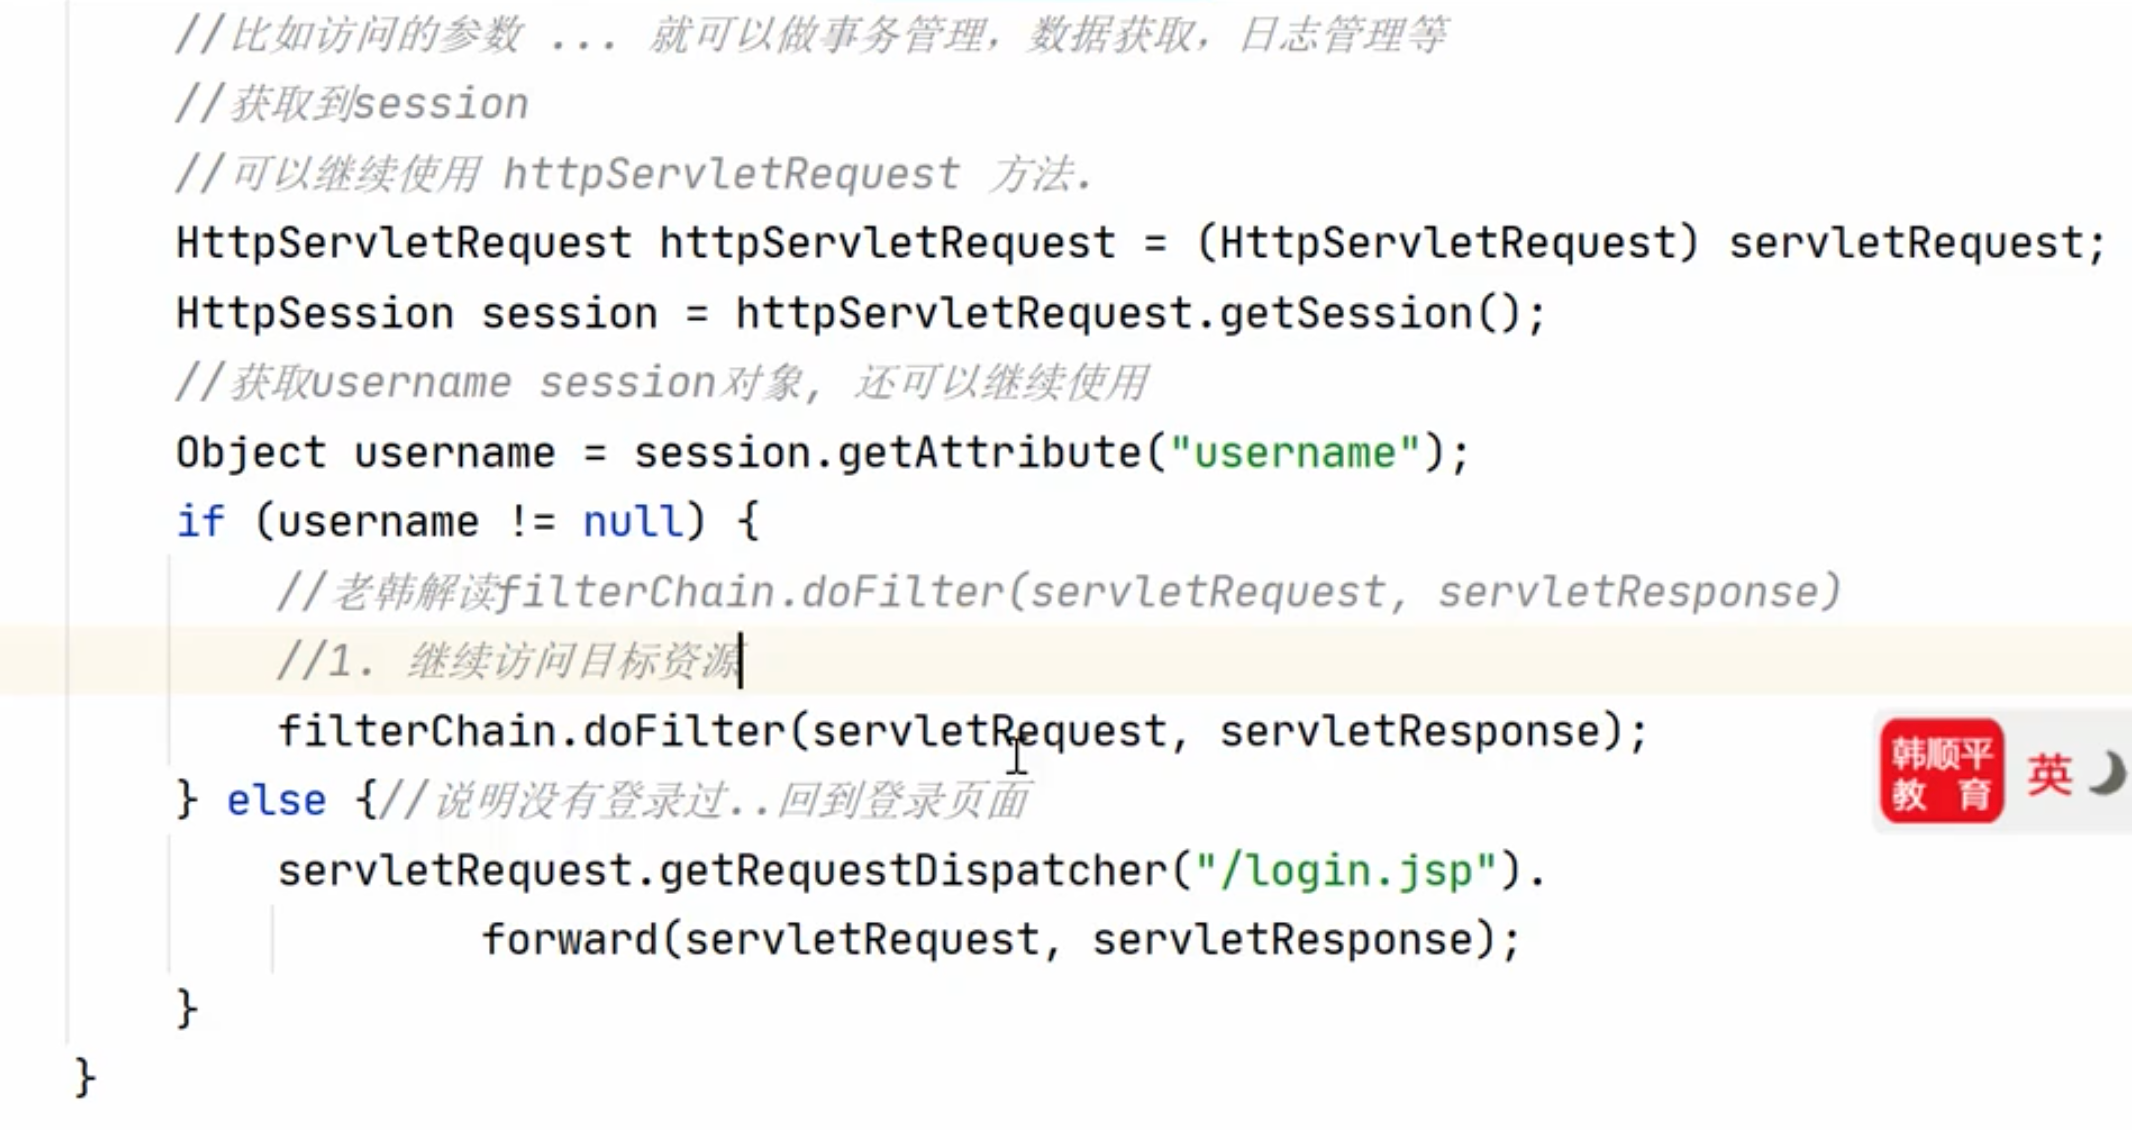 //比如访问的参数 ... 就可以做事务管理，数据获取，日志管理等
//获取到session
//可以继续使用 httpServletRequest 方法.
HttpServletRequest httpServletRequest = (HttpServletRequest) servletRequest;
HttpSession session = httpServletRequest.getSession();
//获取username session对象, 还可以继续使用
Object username = session.getAttribute("username");
if (username != null) {
//老韩解读filterChain.doFilter(servletRequest, servletResponse)
//1. 继续访问目标资源
filterChain.doFilter(servletRequest, servletResponse);
} else {//说明没有登录过..回到登录页面
servletRequest.getRequestDispatcher("/login.jsp").
forward(servletRequest, servletResponse);
}
}
韩顺平
教 育
英